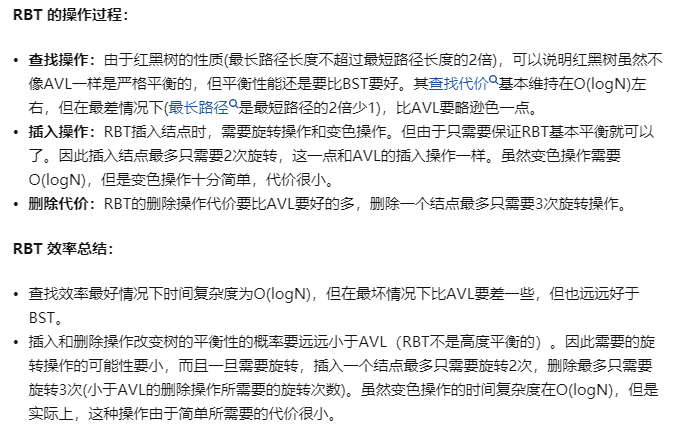 RBT 的操作过程：
• 查找操作：由于红黑树的性质(最长路径长度不超过最短路径长度的2倍)，可以说明红黑树虽然不
像AVL一样是严格平衡的，但平衡性能还是要比BST要好。其查找代价基本维持在O(logN)左
右，但在最差情况下(最长路径是最短路径的2倍少1)，比AVL要略逊色一点。
• 插入操作：RBT插入结点时，需要旋转操作和变色操作。但由于只需要保证RBT基本平衡就可以
了。因此插入结点最多只需要2次旋转，这一点和AVL的插入操作一样。虽然变色操作需要
O(logN)，但是变色操作十分简单，代价很小。
• 删除代价：RBT的删除操作代价要比AVL要好的多，删除一个结点最多只需要3次旋转操作。
RBT 效率总结：
• 查找效率最好情况下时间复杂度为O(logN)，但在最坏情况下比AVL要差一些，但也远远好于
BST。
• 插入和删除操作改变树的平衡性的概率要远远小于AVL（RBT不是高度平衡的）。因此需要的旋
转操作的可能性要小，而且一旦需要旋转，插入一个结点最多只需要旋转2次，删除最多只需要
旋转3次(小于AVL的删除操作所需要的旋转次数)。虽然变色操作的时间复杂度在O(logN)，但是
实际上，这种操作由于简单所需要的代价很小。